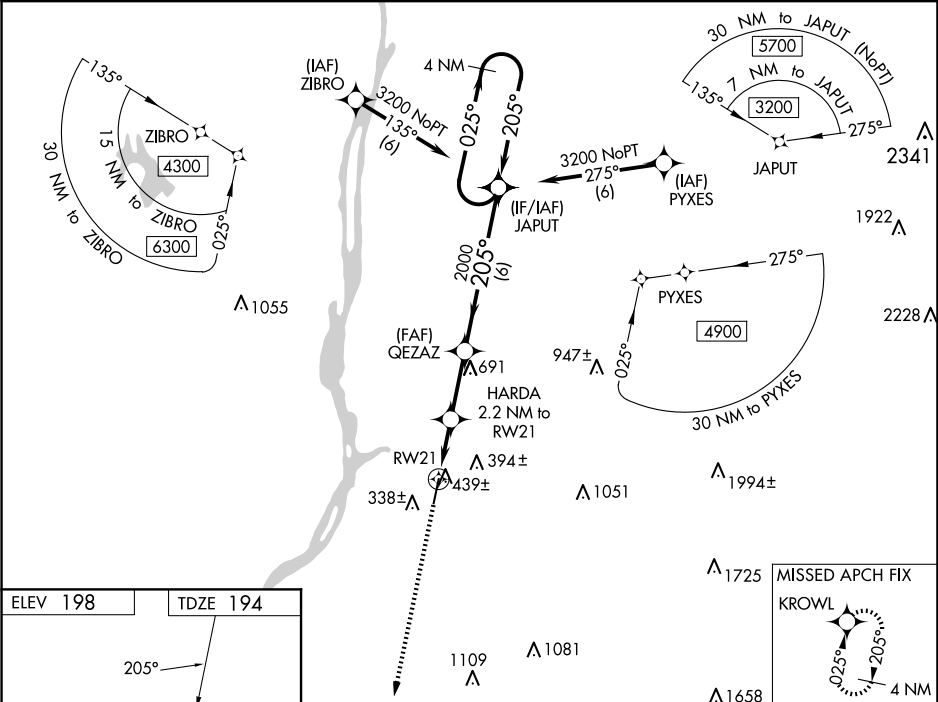 135°
ZIBRO
4300
15 NM to ZIBRO
6300
30 NM to ZIBRO
025°
1055
(IAF)
ZIBRO
3200 NoPT
135°
(6)
4 NM
025°
205°
3200 NoPT
275°
(6)
(IAF)
PYXES
(IF/IAF)
JAPUT
30 NM to JAPUT (NoPT)
5700
7 NM to JAPUT
3200
135°
275°
JAPUT
2341
1922
2228
2000
205°
(6)
(FAF)
QEZAZ
691
947±
HARDA
2.2 NM to
RW21
RW21
394±
439±
338±
1051
275°
PYXES
4900
025°
30 NM to PYXES
1994±
1725
1081
1109
1658
ELEV 198
TDZE 194
205°
MISSED APCH FIX
KROWL
025°
205°
4 NM